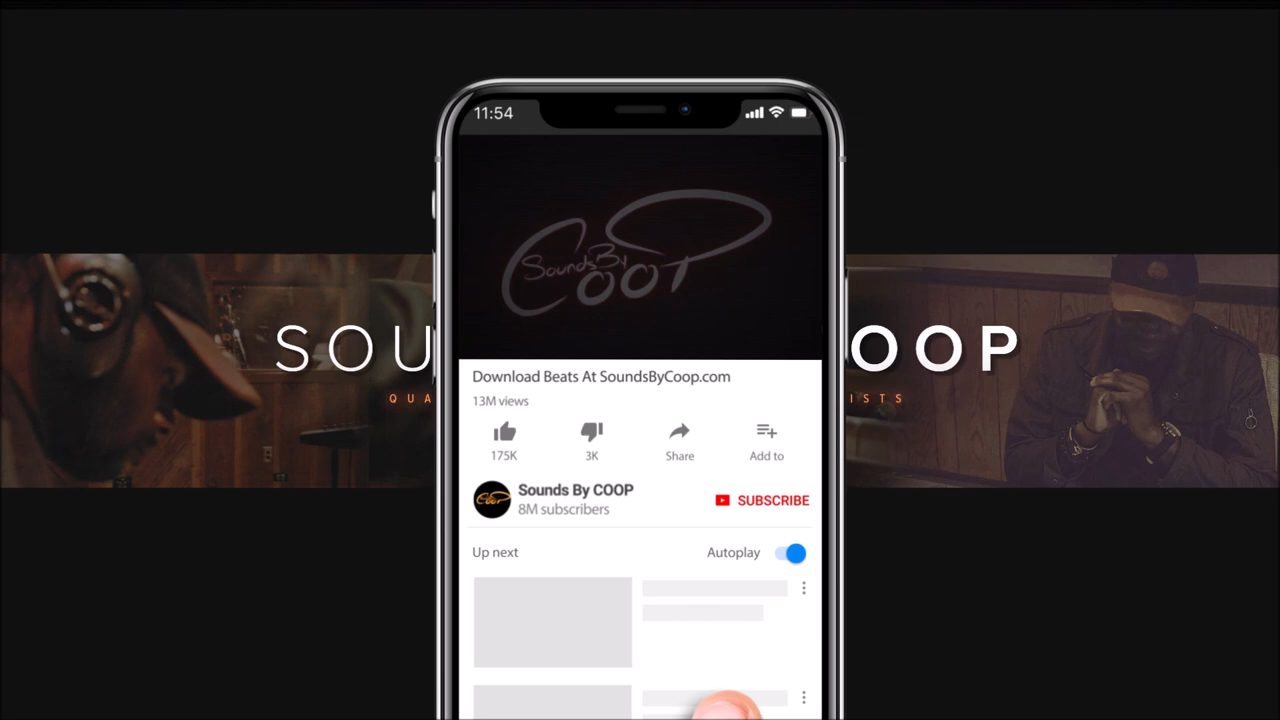 11:54
Sounds By
COOP
SOU
OOP
QUA
ISTS
Download Beats At SoundsByCoop.com
13M views
175K
3K
Share
Add to
COOP
Sounds By COOP
8M subscribers
SUBSCRIBE
Up next
Autoplay